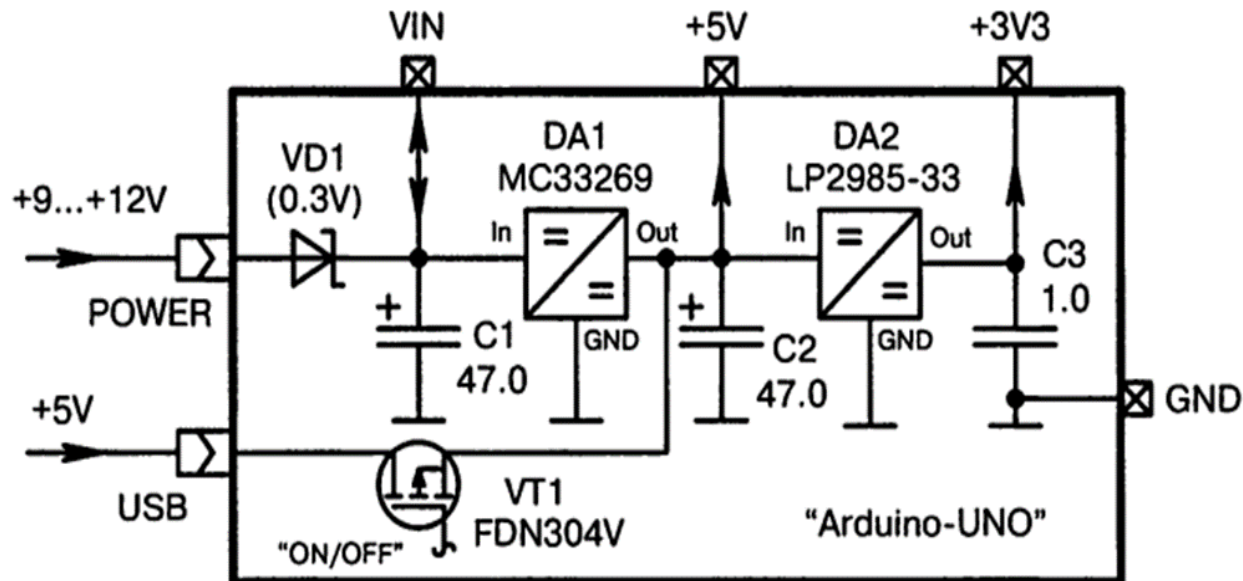 VIN
+5V
+3V3
+9...+12V
VD1
(0.3V)
DA1
MC33269
DA2
LP2985-33
In
Out
In
Out
POWER
C1
47.0
GND
C2
47.0
GND
C3
1.0
GND
+5V
USB
"ON/OFF"
VT1
FDN304V
"Arduino-UNO"